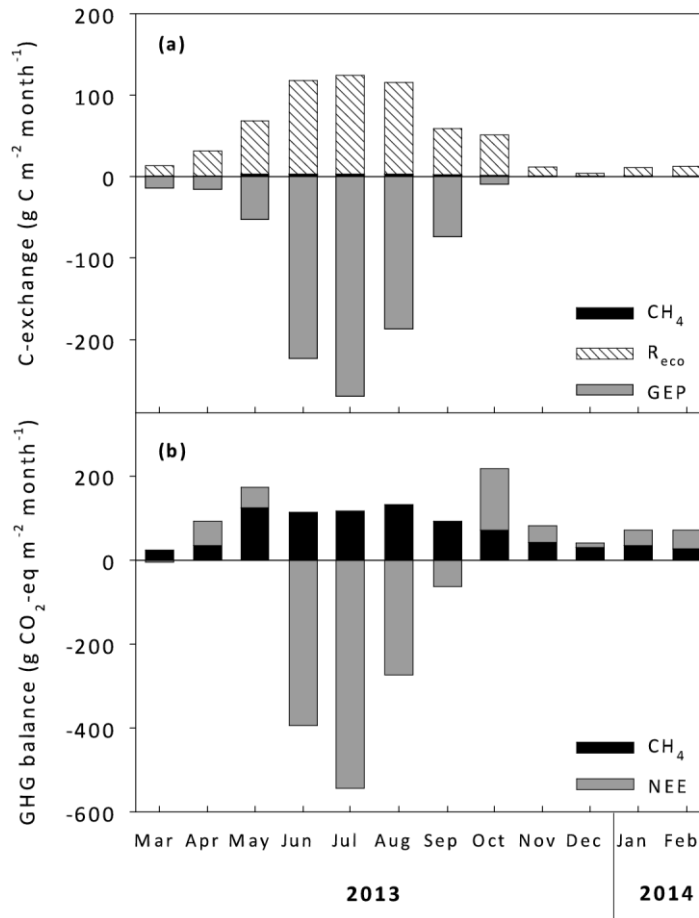 200
(a)
100
0
-100
-200
C-exchange (g C m⁻² month⁻¹)
CH₄
R_eco
GEP
(b)
200
0
-200
-400
-600
GHG balance (g CO₂-eq m⁻² month⁻¹)
CH₄
NEE
Mar Apr May Jun Jul Aug Sep Oct Nov Dec Jan Feb
2013 2014